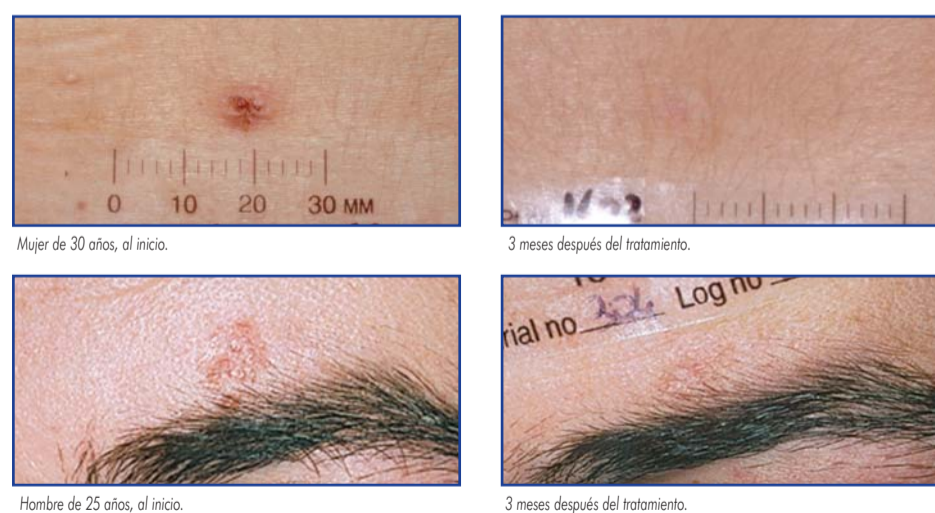 0 10 20 30 MM
Mujer de 30 años, al inicio.
3 meses después del tratamiento.
rial no 
Log no
Hombre de 25 años, al inicio.
3 meses después del tratamiento.